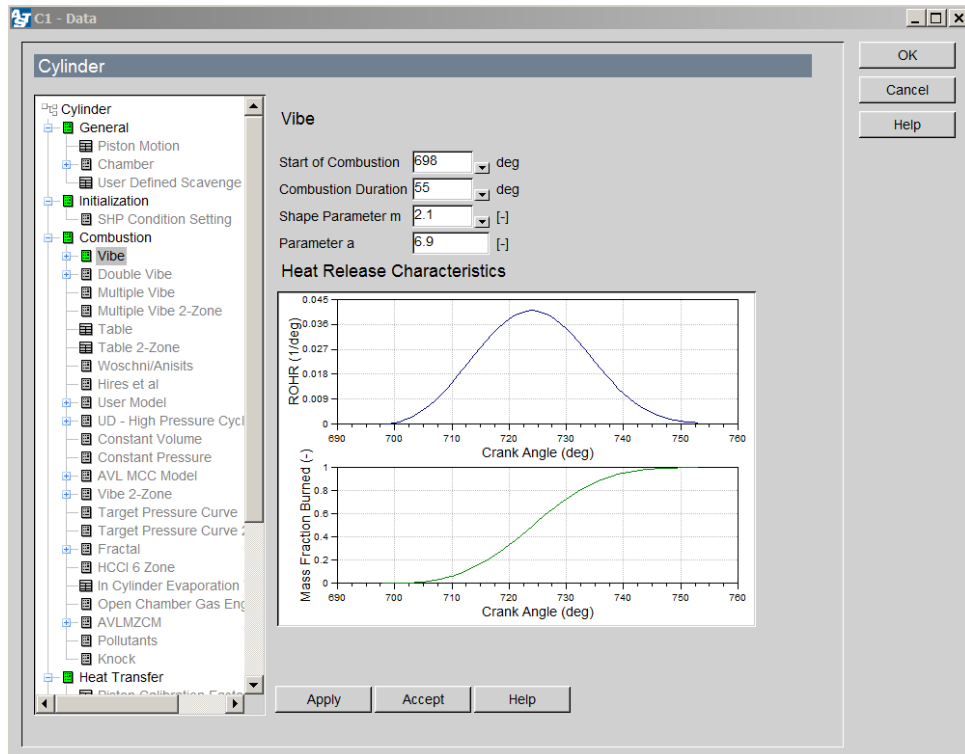 C1 - Data
OK
Cancel
Help
Cylinder
Cylinder
General
Piston Motion
Chamber
User Defined Scavenge
Initialization
SHP Condition Setting
Combustion
Vibe
Double Vibe
Multiple Vibe
Multiple Vibe 2-Zone
Table
Table 2-Zone
Woschni/Anisits
Hires et al
User Model
UD - High Pressure Cycl
Constant Volume
Constant Pressure
AVL MCC Model
Vibe 2-Zone
Target Pressure Curve
Target Pressure Curve 2
Fractal
HCCI 6 Zone
In Cylinder Evaporation
Open Chamber Gas Eng
AVLMZCM
Pollutants
Knock
Heat Transfer
Vibe
Start of Combustion 698 deg
Combustion Duration 55 deg
Shape Parameter m 2.1 [-]
Parameter a 6.9 [-]
Heat Release Characteristics
ROHR (1/deg)
0.045
0.036
0.027
0.018
0.009
0
690 700 710 720 730 740 750 760
Crank Angle (deg)
Mass Fraction Burned (-)
1
0.8
0.6
0.4
0.2
0
690 700 710 720 730 740 750 760
Crank Angle (deg)
Apply Accept Help